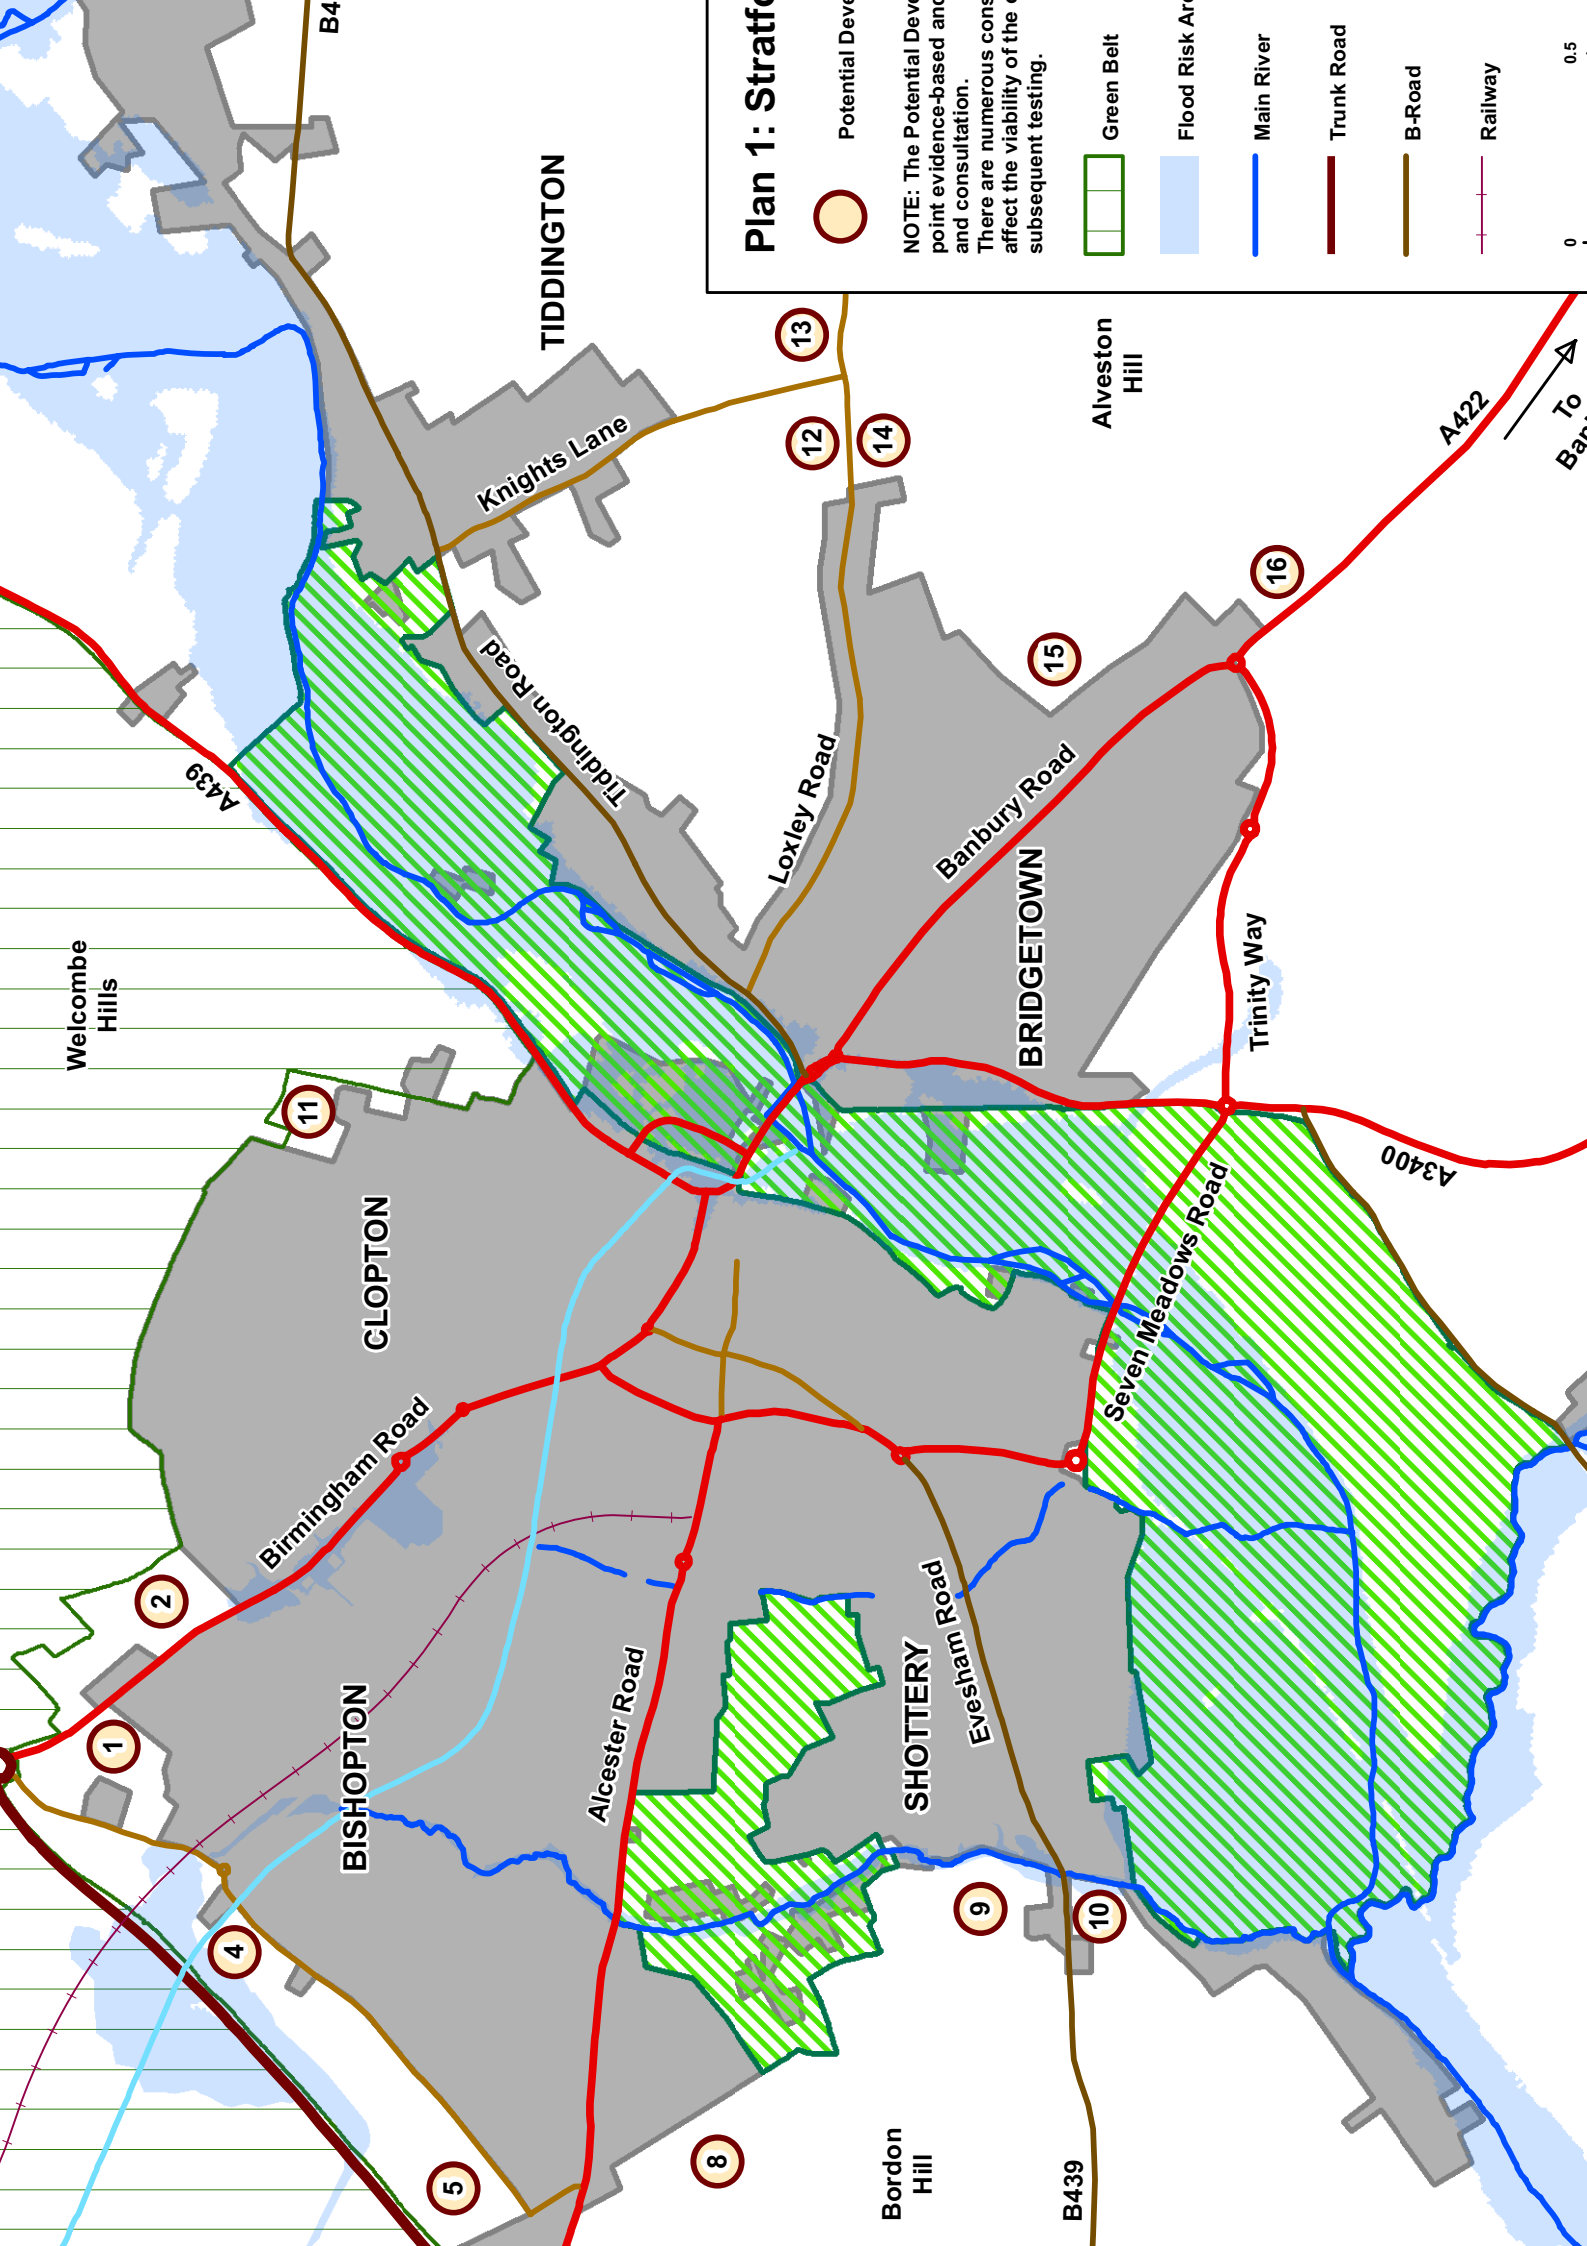 Plan 1: Stratfo
Potential Deve
NOTE: The Potential Deve
point evidence-based and
and consultation.
There are numerous cons
affect the viability of the
subsequent testing.
Green Belt
Flood Risk Are
Main River
Trunk Road
B-Road
Railway
0
0.5
B4
TIDDINGTON
Knights Lane
Tiddington Road
Loxley Road
Banbury Road
BRIDGETOWN
Trinity Way
Alveston
Hill
A422
To
Ban
A439
Welcombe
Hills
CLOPTON
Birmingham Road
BISHOPTON
Alcester Road
SHOTTERY
Evesham Road
Seven Meadows Road
A3400
Bordon
Hill
B439
1
2
4
5
8
9
10
11
12
13
14
15
16